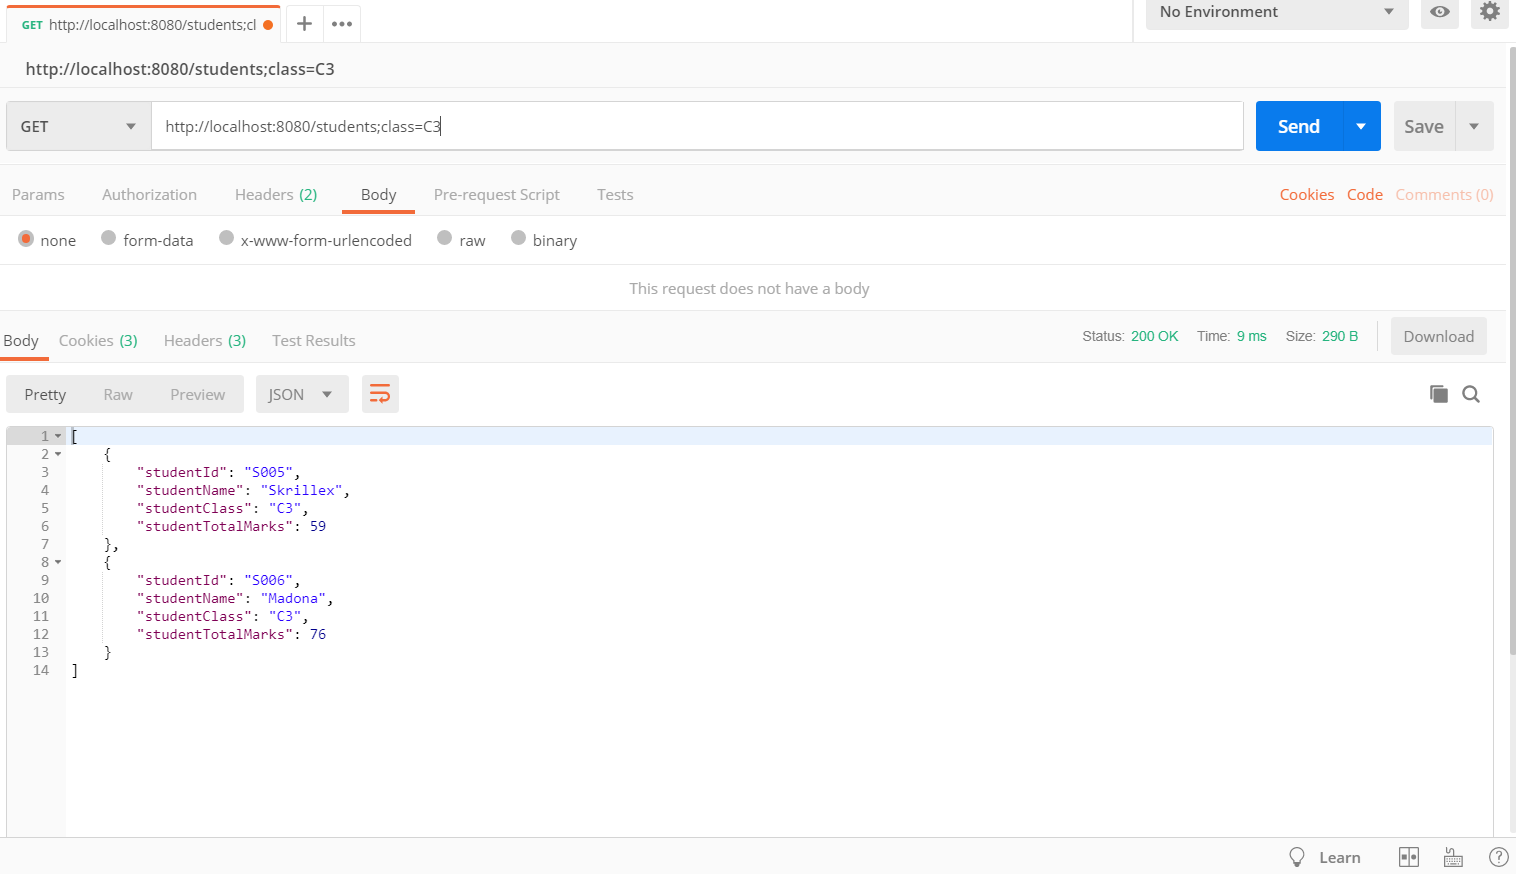 GET http://localhost:8080/students;cl
No Environment
http://localhost:8080/students;class=C3
GET http://localhost:8080/students;class=C3 Send Save
Params Authorization Headers (2) Body Pre-request Script Tests Cookies Code Comments (0)
none form-data x-www-form-urlencoded raw binary
This request does not have a body
Body Cookies (3) Headers (3) Test Results Status: 200 OK Time: 9 ms Size: 290 B Download
Pretty Raw Preview JSON
1 [
2 {
3 "studentId": "S005",
4 "studentName": "Skrillex",
5 "studentClass": "C3",
6 "studentTotalMarks": 59
7 },
8 {
9 "studentId": "S006",
10 "studentName": "Madona",
11 "studentClass": "C3",
12 "studentTotalMarks": 76
13 }
14 ]
Learn